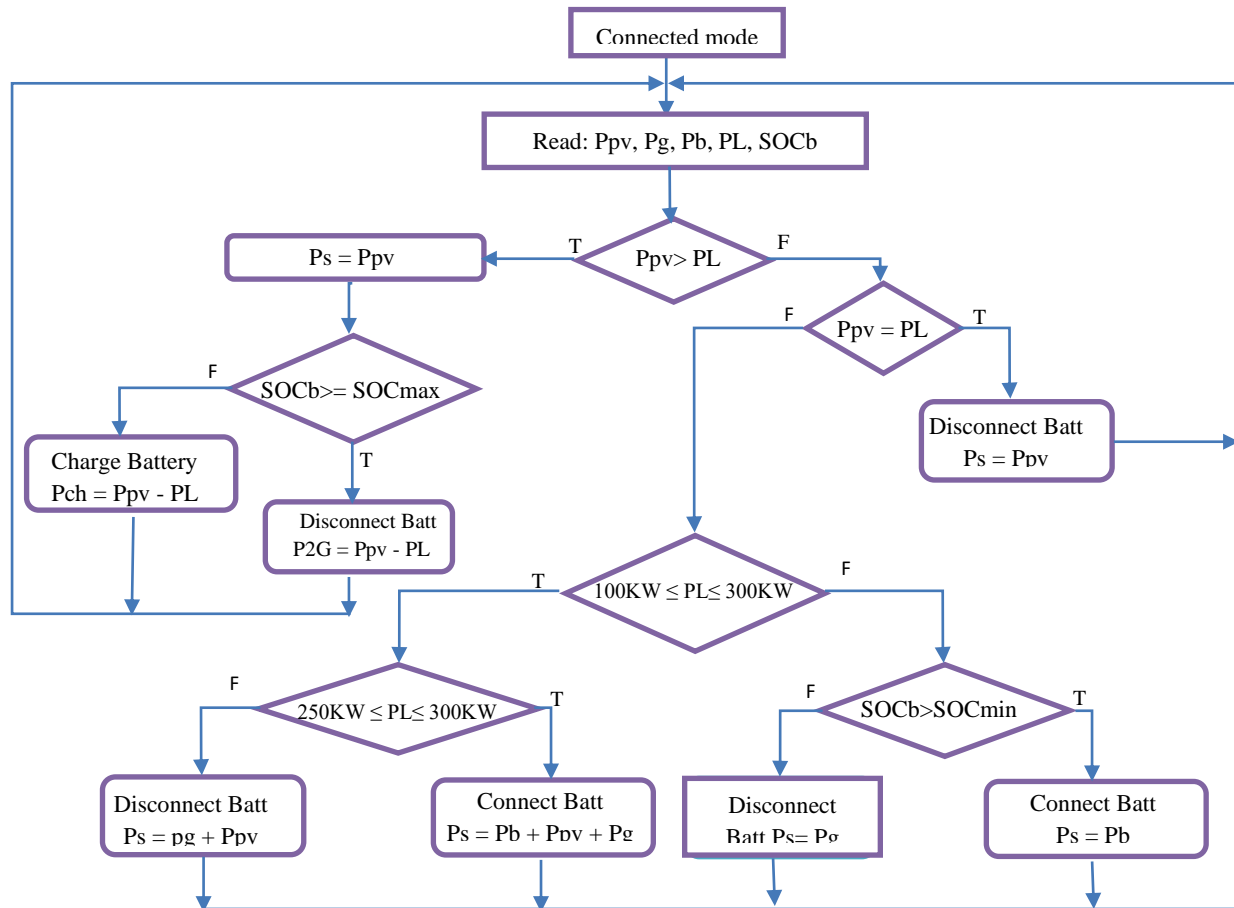 Connected mode
Read: Ppv, Pg, Pb, PL, SOCb
Ppv> PL
T
F
Ps = Ppv
Ppv = PL
F
T
SOCb>= SOCmax
F
T
Disconnect Batt
Ps = Ppv
Charge Battery
Pch = Ppv - PL
Disconnect Batt
P2G = Ppv - PL
100KW ≤ PL≤ 300KW
T
F
250KW ≤ PL≤ 300KW
F
T
SOCb>SOCmin
F
T
Disconnect Batt
Ps = pg + Ppv
Connect Batt
Ps = Pb + Ppv + Pg
Disconnect
Batt Ps= Pg
Connect Batt
Ps = Pb